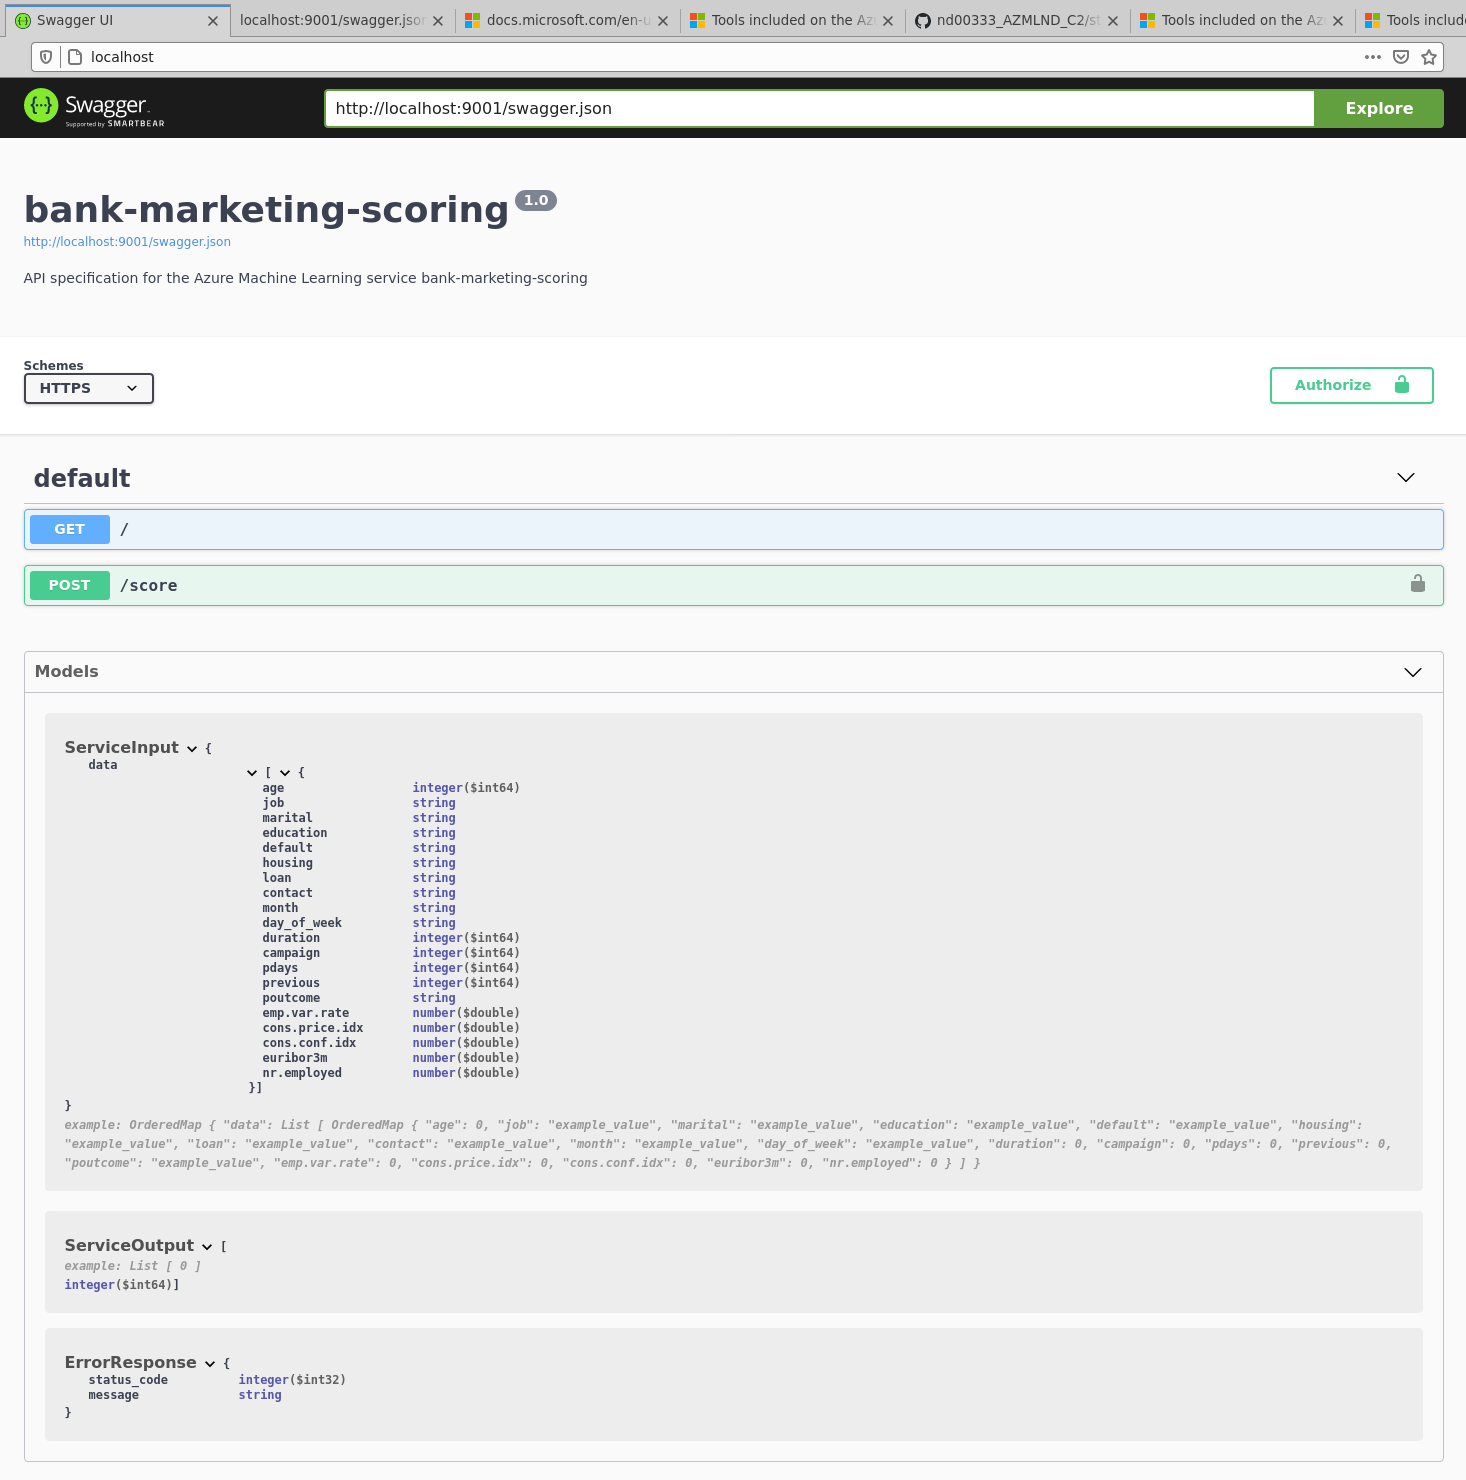 Swagger UI
localhost:9001/swagger.json
docs.microsoft.com/en-u
Tools included on the Az
nd00333_AZMLND_C2/st
Tools included on the Az
Tools include
localhost
Swagger
Supported by SMARTBEAR
http://localhost:9001/swagger.json
Explore
bank-marketing-scoring 1.0
http://localhost:9001/swagger.json
API specification for the Azure Machine Learning service bank-marketing-scoring
Schemes
HTTPS
Authorize
default
GET /
POST /score
Models
ServiceInput {
data
[ {
age integer($int64)
job string
marital string
education string
default string
housing string
loan string
contact string
month string
day_of_week string
duration integer($int64)
campaign integer($int64)
pdays integer($int64)
previous integer($int64)
poutcome string
emp.var.rate number($double)
cons.price.idx number($double)
cons.conf.idx number($double)
euribor3m number($double)
nr.employed number($double)
}]
}
example: OrderedMap { "data": List [ OrderedMap { "age": 0, "job": "example_value", "marital": "example_value", "education": "example_value", "default": "example_value", "housing":
"example_value", "loan": "example_value", "contact": "example_value", "month": "example_value", "day_of_week": "example_value", "duration": 0, "campaign": 0, "pdays": 0, "previous": 0,
"poutcome": "example_value", "emp.var.rate": 0, "cons.price.idx": 0, "cons.conf.idx": 0, "euribor3m": 0, "nr.employed": 0 } ] }
ServiceOutput [
example: List [ 0 ]
integer($int64)]
ErrorResponse {
status_code integer($int32)
message string
}